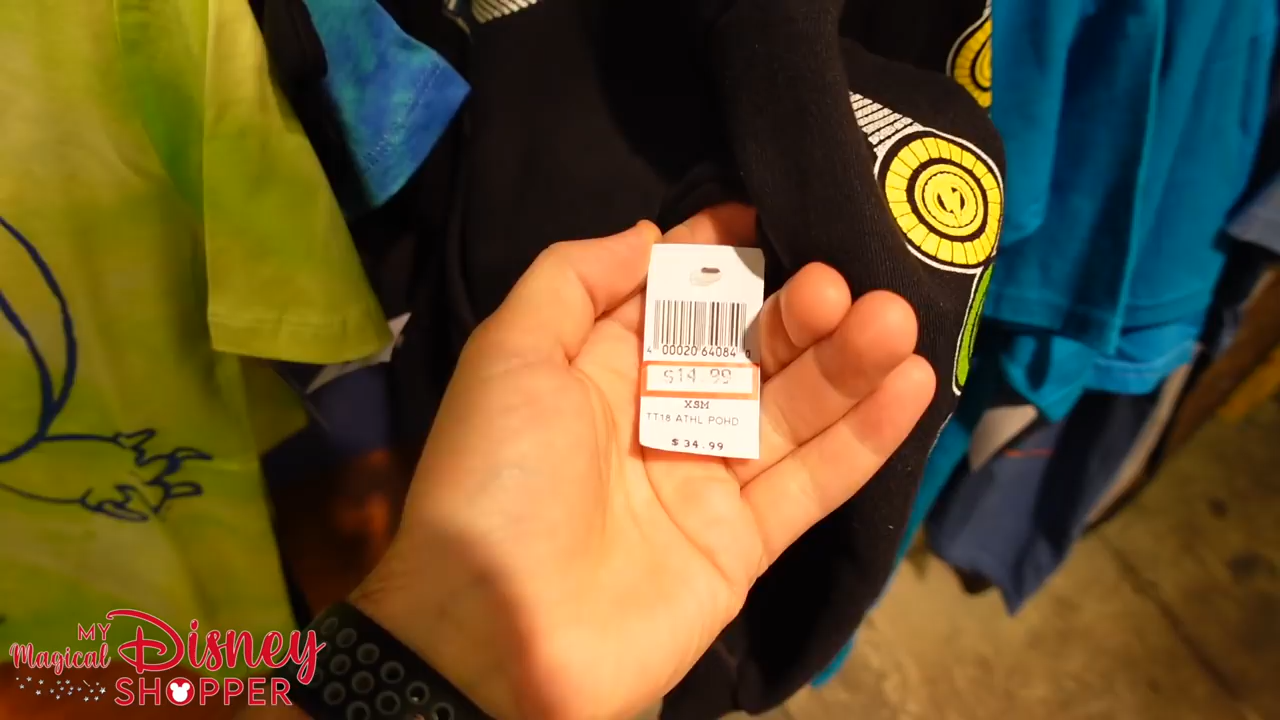 4 00020 64084 0
$14.99
XSM
TT18 ATHL POHD
$34.99
MY
Magical Disney
SHOPPER